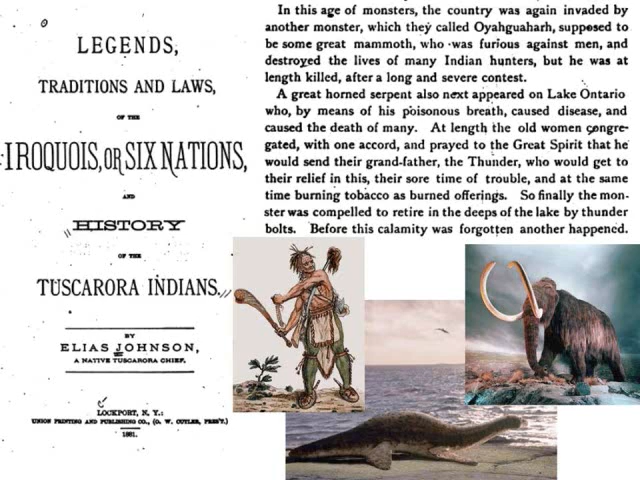 LEGENDS,
TRADITIONS AND LAWS,
OF THE
IROQUOIS, OR SIX NATIONS,
AND
HISTORY
OF THE
TUSCARORA INDIANS.
BY
ELIAS JOHNSON,
A NATIVE TUSCARORA CHIEF.
LOCKPORT, N. Y.:
UNION PRINTING AND PUBLISHING CO., (O. W. CUTLER, PRES'T.)
1881.
In this age of monsters, the country was again invaded by
another monster, which they called Oyahguaharh, supposed to
be some great mammoth, who was furious against men, and
destroyed the lives of many Indian hunters, but he was at
length killed, after a long and severe contest.
A great horned serpent also next appeared on Lake Ontario
who, by means of his poisonous breath, caused disease, and
caused the death of many. At length the old women congre-
gated, with one accord, and prayed to the Great Spirit that he
would send their grand-father, the Thunder, who would get to
their relief in this, their sore time of trouble, and at the same
time burning tobacco as burned offerings. So finally the mon-
ster was compelled to retire in the deeps of the lake by thunder
bolts. Before this calamity was forgotten another happened.